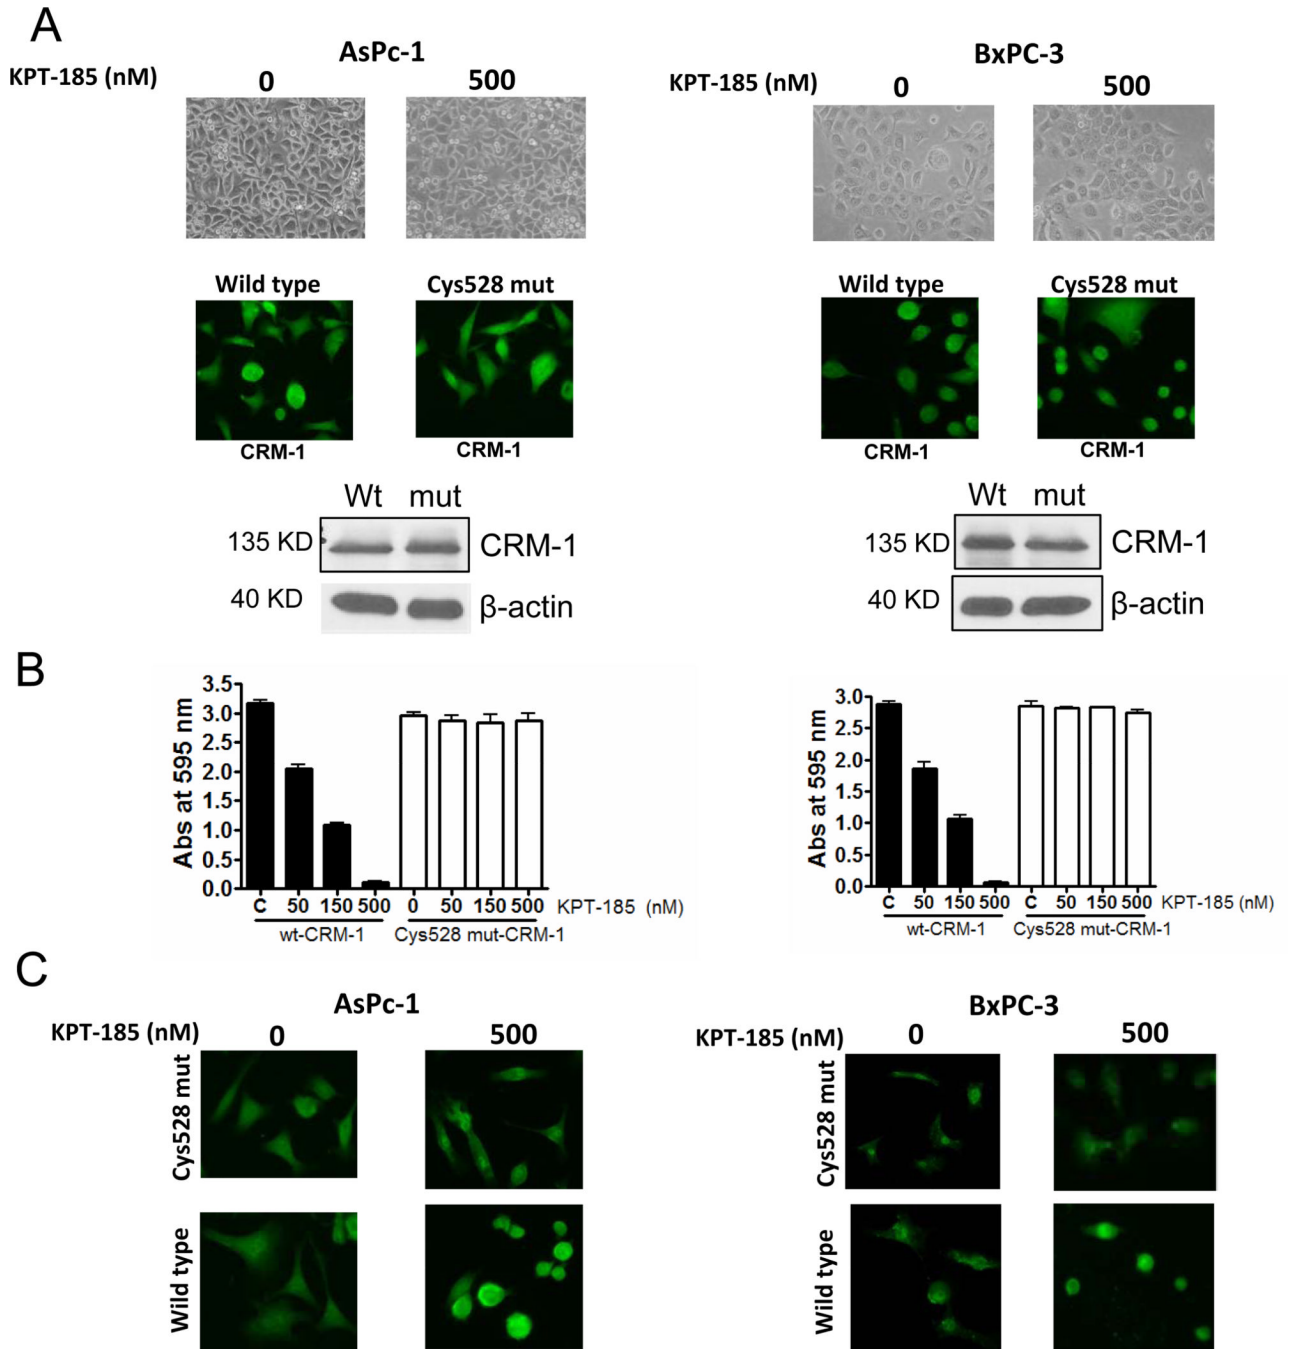 A
AsPc-1
KPT-185 (nM)
0
500
BxPC-3
KPT-185 (nM)
0
500
Wild type
Cys528 mut
CRM-1
CRM-1
Wild type
Cys528 mut
CRM-1
CRM-1
Wt mut
135 KD
CRM-1
40 KD
β-actin
Wt mut
135 KD
CRM-1
40 KD
β-actin
B
Abs at 595 nm
3.5
3.0
2.5
2.0
1.5
1.0
0.5
0.0
C 50 150 500 0 50 150 500 KPT-185 (nM)
wt-CRM-1 Cys528 mut-CRM-1
Abs at 595 nm
3.0
2.5
2.0
1.5
1.0
0.5
0.0
C 50 150 500 C 50 150 500 KPT-185 (nM)
wt-CRM-1 Cys528 mut-CRM-1
C
AsPc-1
KPT-185 (nM)
0
500
Cys528 mut
Wild type
BxPC-3
KPT-185 (nM)
0
500
Cys528 mut
Wild type